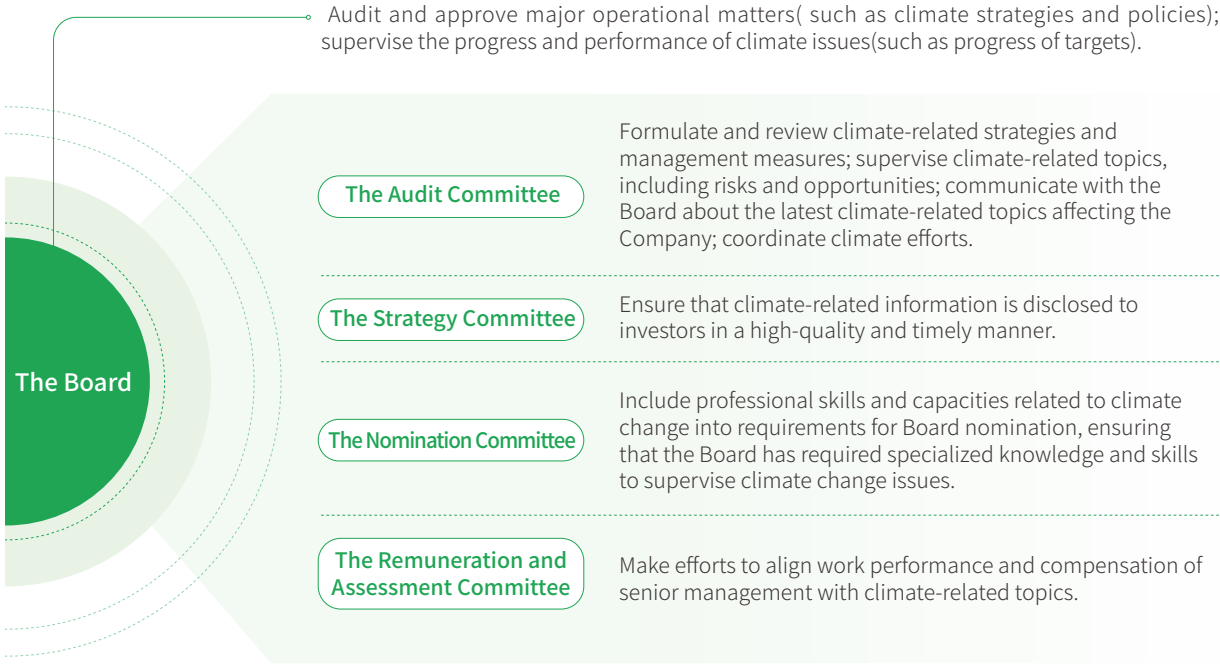 Audit and approve major operational matters( such as climate strategies and policies);
supervise the progress and performance of climate issues(such as progress of targets).
The Board
The Audit Committee
Formulate and review climate-related strategies and
management measures; supervise climate-related topics,
including risks and opportunities; communicate with the
Board about the latest climate-related topics affecting the
Company; coordinate climate efforts.
The Strategy Committee
Ensure that climate-related information is disclosed to
investors in a high-quality and timely manner.
The Nomination Committee
Include professional skills and capacities related to climate
change into requirements for Board nomination, ensuring
that the Board has required specialized knowledge and skills
to supervise climate change issues.
The Remuneration and
Assessment Committee
Make efforts to align work performance and compensation of
senior management with climate-related topics.